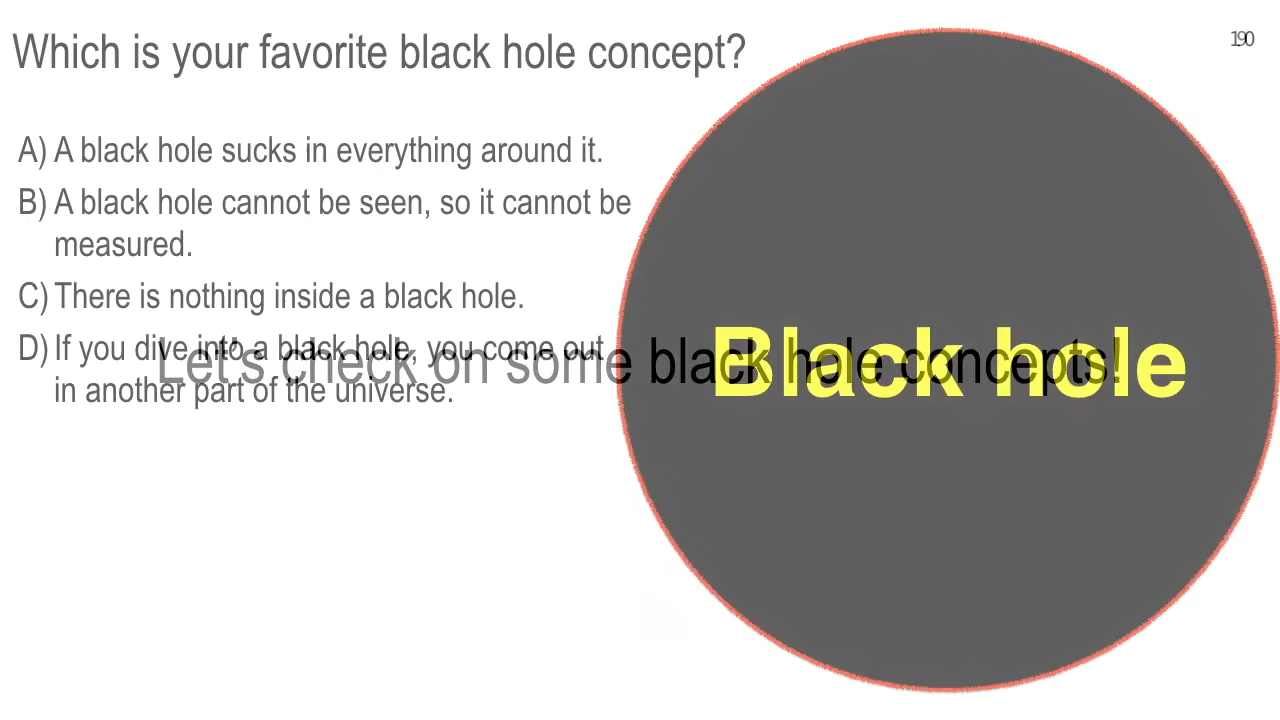 Which is your favorite black hole concept?
A) A black hole sucks in everything around it.
B) A black hole cannot be seen, so it cannot be
measured.
C) There is nothing inside a black hole.
D) If you dive into a black hole, you come out
in another part of the universe.
Let's check on some black hole concepts!
Black hole